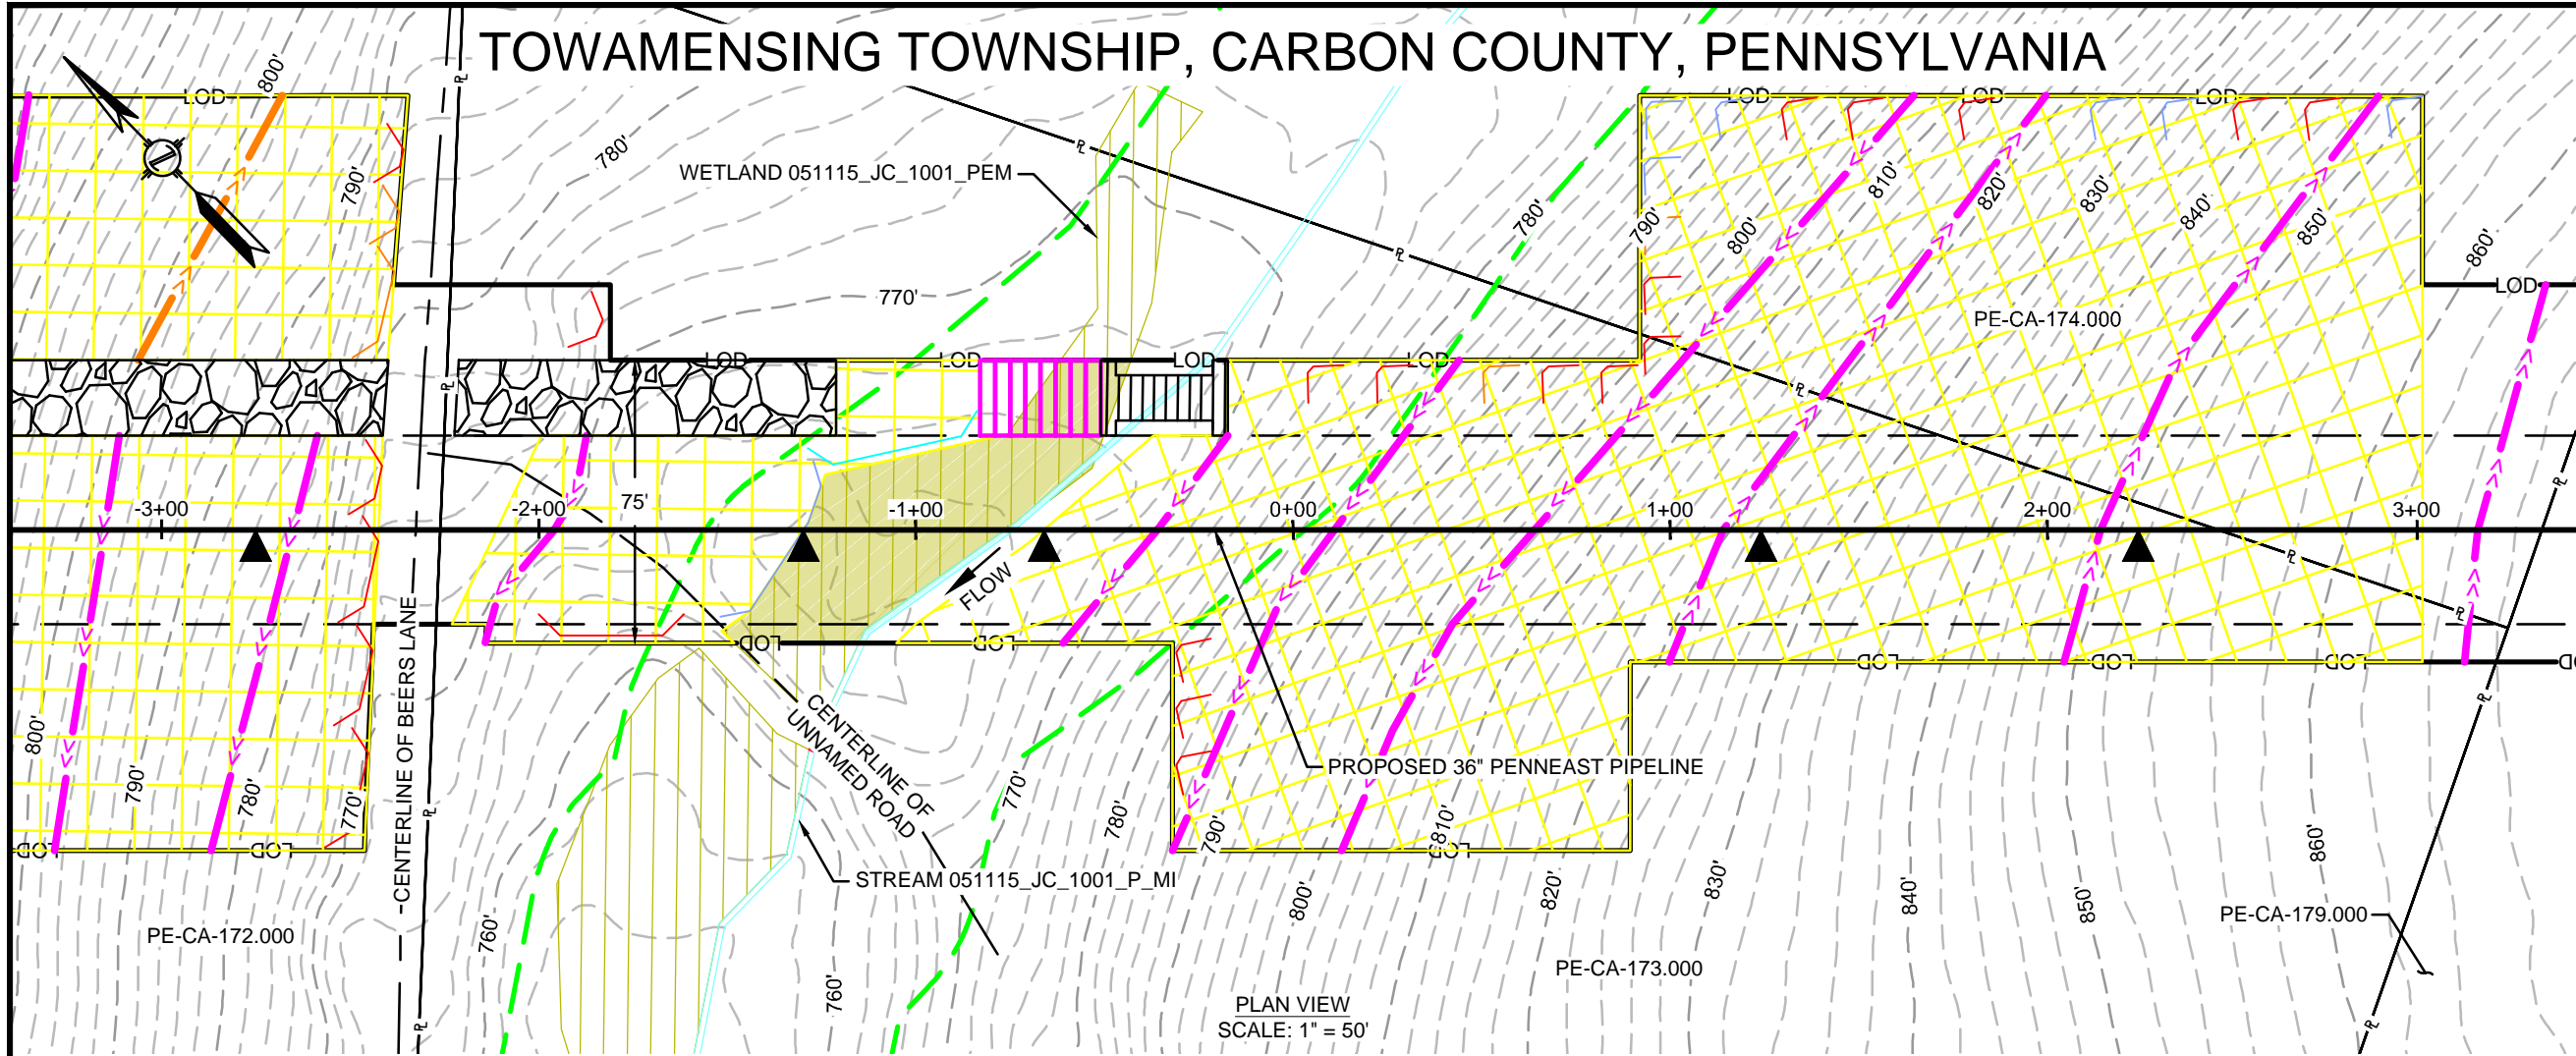 TOWAMENSING TOWNSHIP, CARBON COUNTY, PENNSYLVANIA
LOD
800'
LOD
LOD
LOD
790'
780'
WETLAND 051115_JC_1001_PEM
780'
790'
800'
810'
820'
830'
840'
850'
860'
770'
LOD
PE-CA-174.000
LOD
LOD
LOD
LOD
-3+00
-2+00
75'
-1+00
0+00
1+00
2+00
3+00
FLOW
CENTERLINE OF BEERS LANE
LOD
LOD
LOD
LOD
LOD
800'
790'
780'
770'
CENTERLINE OF
UNNAMED ROAD
770'
780'
790'
PROPOSED 36" PENNEAST PIPELINE
810'
LOD
LOD
LOD
STREAM 051115_JC_1001_P_MI
760'
760'
800'
820'
830'
840'
850'
860'
PE-CA-172.000
PE-CA-173.000
PE-CA-179.000
PLAN VIEW
SCALE: 1" = 50'